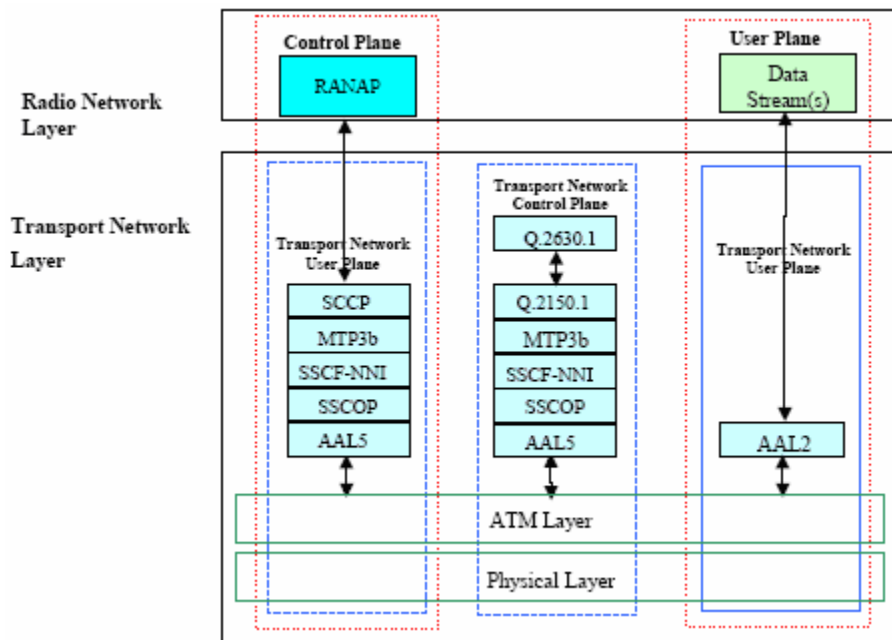 Control Plane
User Plane
RANAP
Data
Stream(s)
Radio Network
Layer
Transport Network
Control Plane
Transport Network
Layer
Q.2630.1
Transport Network
User Plane
Transport Network
User Plane
SCCP
Q.2150.1
MTP3b
MTP3b
SSCF-NNI
SSCF-NNI
SSCOP
SSCOP
AAL5
AAL5
AAL2
ATM Layer
Physical Layer